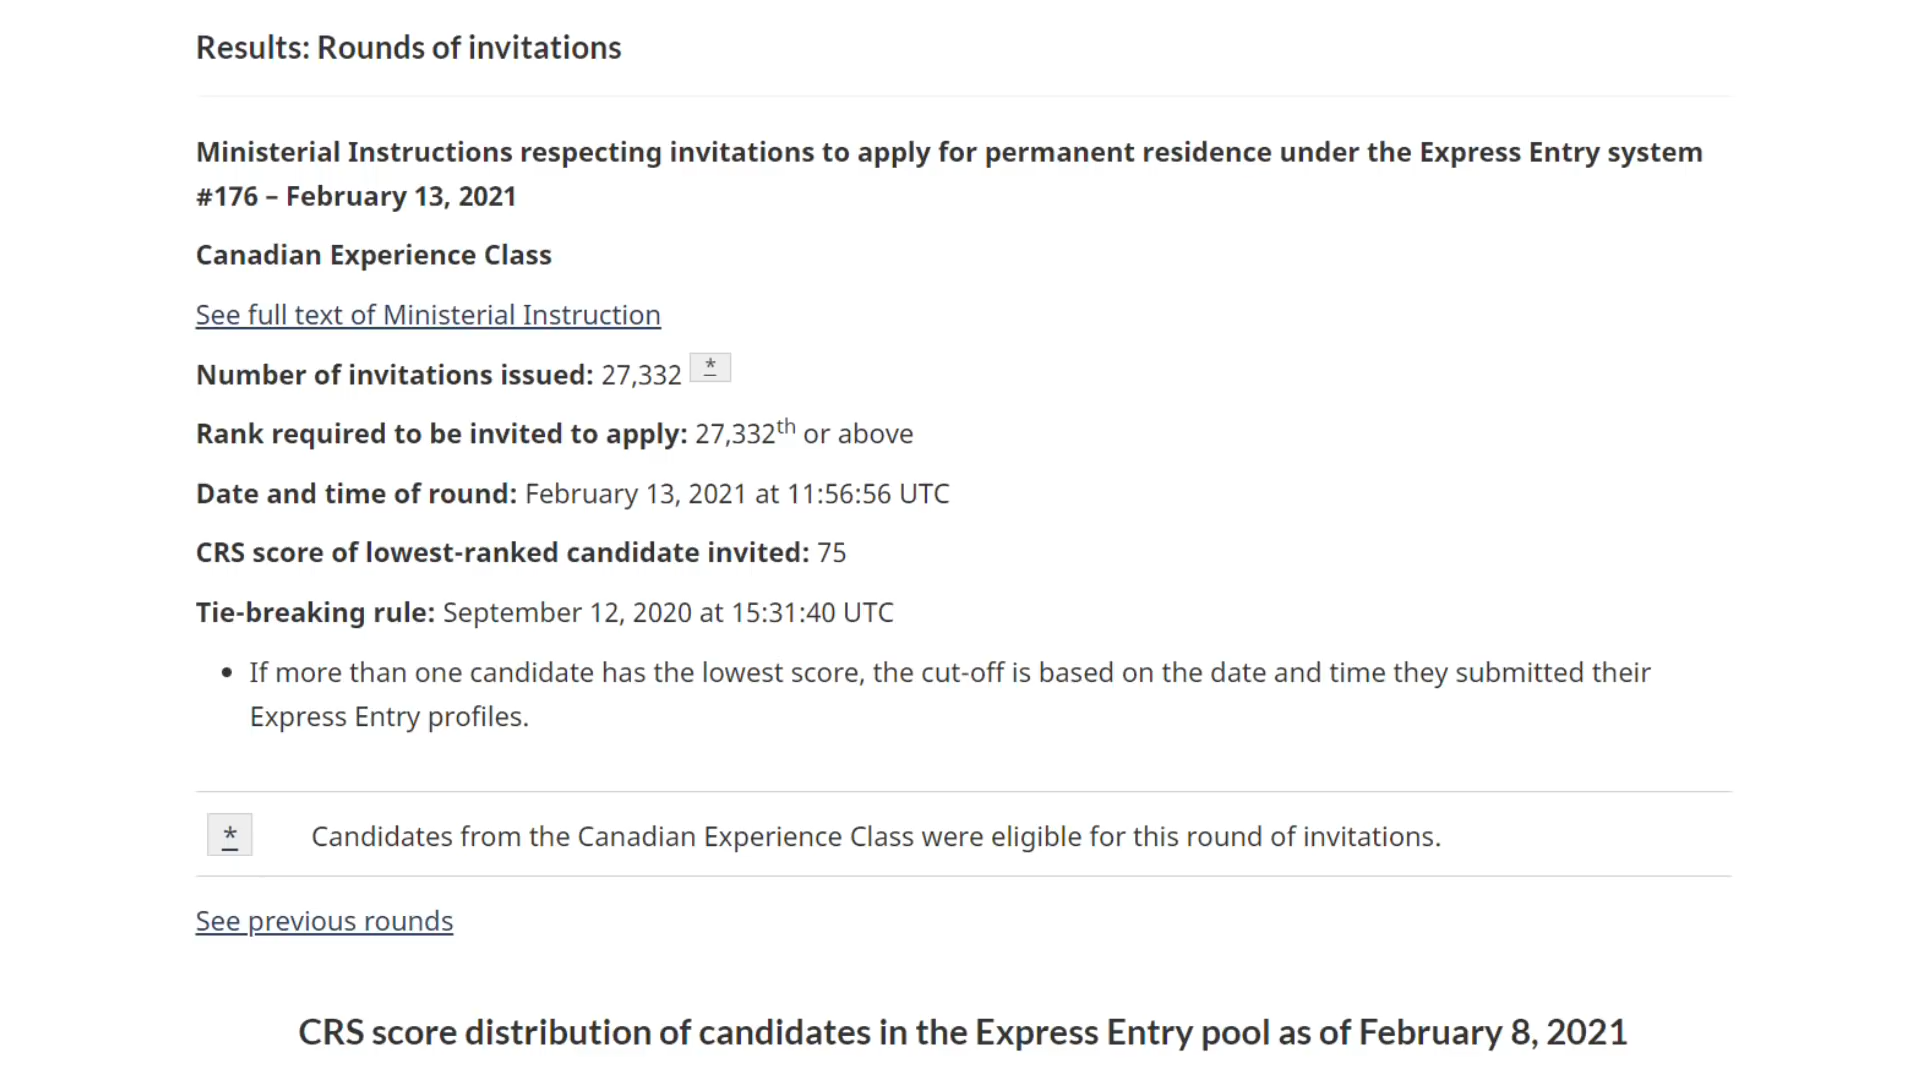 Results: Rounds of invitations
Ministerial Instructions respecting invitations to apply for permanent residence under the Express Entry system
#176 – February 13, 2021
Canadian Experience Class
See full text of Ministerial Instruction
Number of invitations issued: 27,332 *
Rank required to be invited to apply: 27,332th or above
Date and time of round: February 13, 2021 at 11:56:56 UTC
CRS score of lowest-ranked candidate invited: 75
Tie-breaking rule: September 12, 2020 at 15:31:40 UTC
• If more than one candidate has the lowest score, the cut-off is based on the date and time they submitted their
Express Entry profiles.
* Candidates from the Canadian Experience Class were eligible for this round of invitations.
See previous rounds
CRS score distribution of candidates in the Express Entry pool as of February 8, 2021